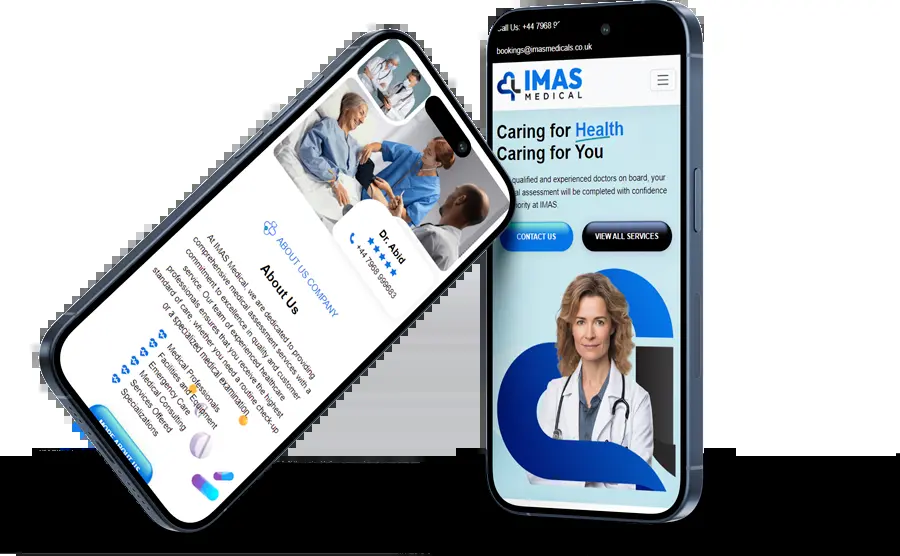 Dr. Abid
+44 7968 999683
ABOUT US COMPANY
About Us
At IMAS Medical, we are dedicated to providing
comprehensive medical assessment services with a
commitment to excellence in quality and customer
service. Our team of experienced healthcare
professionals ensures that you receive the highest
standard of care, whether you need a routine check-up
or a specialized medical examination
Medical Professionals
Facilities and Equipment
Emergency Care
Medical Consulting
Services Offered
Specializations
MORE ABOUT US
Call Us: +44 7968 9
bookings@imasmedicals.co.uk
IMAS
MEDICAL
Caring for Health
Caring for You
qualified and experienced doctors on board, your
assessment will be completed with confidence
at IMAS.
CONTACT US
VIEW ALL SERVICES